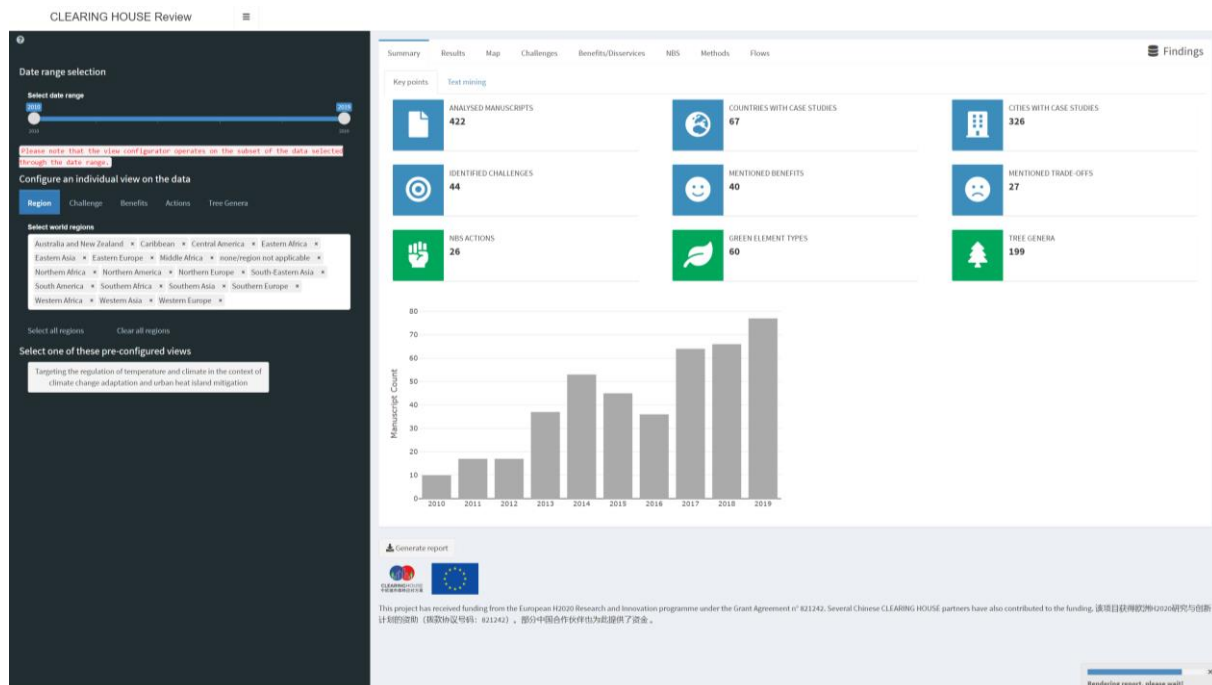 CLEARING HOUSE Review
Date range selection
Select date range
2010 2019
2010 2019
Please note that the view configurator operates on the subset of the data selected
through the date range.
Configure an individual view on the data
Region Challenge Benefits Actions Tree Genera
Select world regions
Australia and New Zealand × Caribbean × Central America × Eastern Africa ×
Eastern Asia × Eastern Europe × Middle Africa × none/region not applicable ×
Northern Africa × Northern America × Northern Europe × South-Eastern Asia ×
South America × Southern Africa × Southern Asia × Southern Europe ×
Western Africa × Western Asia × Western Europe ×
Select all regions Clear all regions
Select one of these pre-configured views
Targeting the regulation of temperature and climate in the context of
climate change adaptation and urban heat island mitigation
Summary Results Map Challenges Benefits/Disservices NBS Methods Flows
Findings
Key points Text mining
ANALYSED MANUSCRIPTS
422
COUNTRIES WITH CASE STUDIES
67
CITIES WITH CASE STUDIES
326
IDENTIFIED CHALLENGES
44
MENTIONED BENEFITS
40
MENTIONED TRADE-OFFS
27
NBS ACTIONS
26
GREEN ELEMENT TYPES
60
TREE GENERA
199
Manuscript Count
80
70
60
50
40
30
20
10
0
2010 2011 2012 2013 2014 2015 2016 2017 2018 2019
Generate report
CLEARINGHOUSE
This project has received funding from the European H2020 Research and Innovation programme under the Grant Agreement n° 821242. Several Chinese CLEARING HOUSE partners have also contributed to the funding. 该项目获得欧洲H2020研究与创新
计划的资助（拨款协议号码：821242）。部分中国合作伙伴也为此提供了资金。
Rendering report, please wait!